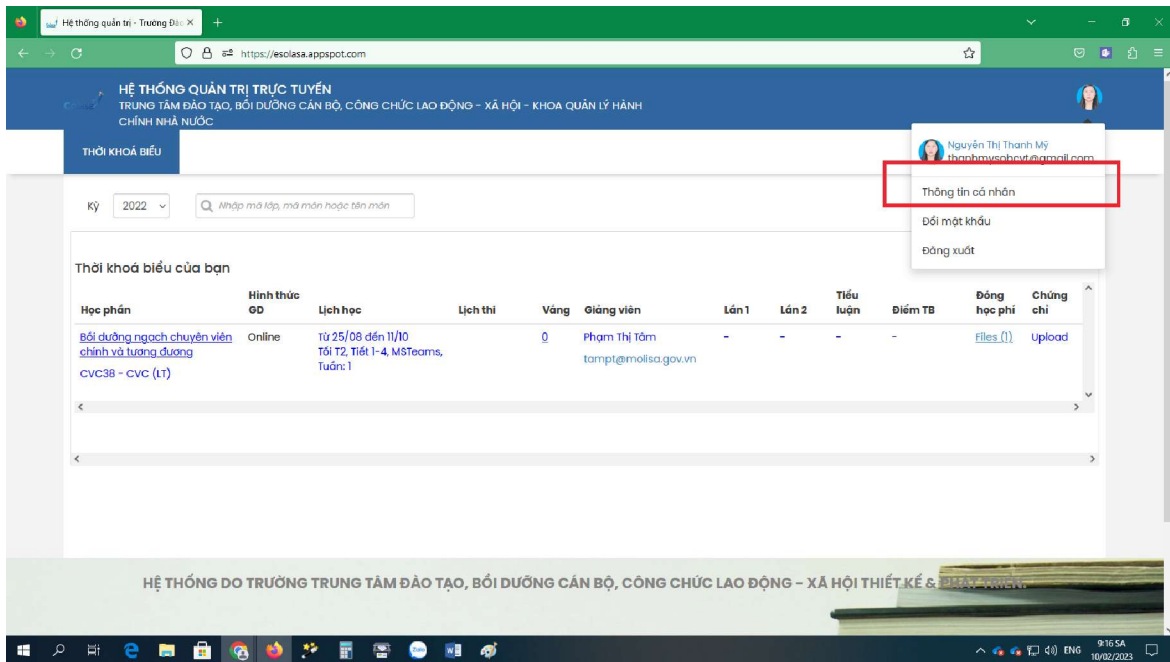 Hệ thống quản trị - Trường Đào
https://esolasa.appspot.com
HỆ THỐNG QUẢN TRỊ TRỰC TUYẾN
TRUNG TÂM ĐÀO TẠO, BỒI DƯỠNG CÁN BỘ, CÔNG CHỨC LAO ĐỘNG - XÃ HỘI - KHOA QUẢN LÝ HÀNH
CHÍNH NHÀ NƯỚC
THỜI KHOÁ BIỂU
Nguyễn Thị Thanh Mỹ
thanhmysohcvt@gmail.com
Thông tin cá nhân
Đổi mật khẩu
Đăng xuất
Kỳ 2022 Nhập mã lớp, mã môn hoặc tên môn
Thời khoá biểu của bạn
Học phần Hình thức GD Lịch học Lịch thi Vắng Giảng viên Lần 1 Lần 2 Tiểu luận Điểm TB Đóng học phí Chứng chỉ
Bồi dưỡng ngạch chuyên viên Online Từ 25/08 đến 11/10 0 Phạm Thị Tâm - - - - Files (1) Upload
chính và tương đương Tối T2, Tiết 1-4, MSTeams, tampt@molisa.gov.vn
CVC38 - CVC (LT) Tuần: 1
HỆ THỐNG DO TRƯỜNG TRUNG TÂM ĐÀO TẠO, BỒI DƯỠNG CÁN BỘ, CÔNG CHỨC LAO ĐỘNG - XÃ HỘI THIẾT KẾ & PHÁT TRIỂN.
ENG
9:16 SA
10/02/2023